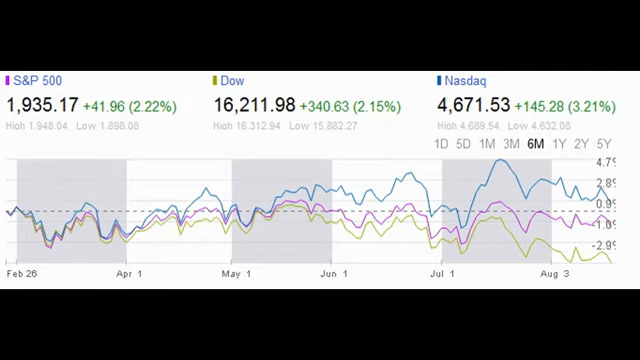 S&P 500 Dow Nasdaq
1,935.17 +41.96 (2.22%) 16,211.98 +340.63 (2.15%) 4,671.53 +145.28 (3.21%)
High 1,948.04 Low 1,898.08 High 16,312.94 Low 15,882.27 High 4,689.54 Low 4,632.08
1D 5D 1M 3M 6M 1Y 2Y 5Y
4.7%
2.8%
0.9%
-1.0%
-2.9%
Feb 26 Apr 1 May 1 Jun 1 Jul 1 Aug 3